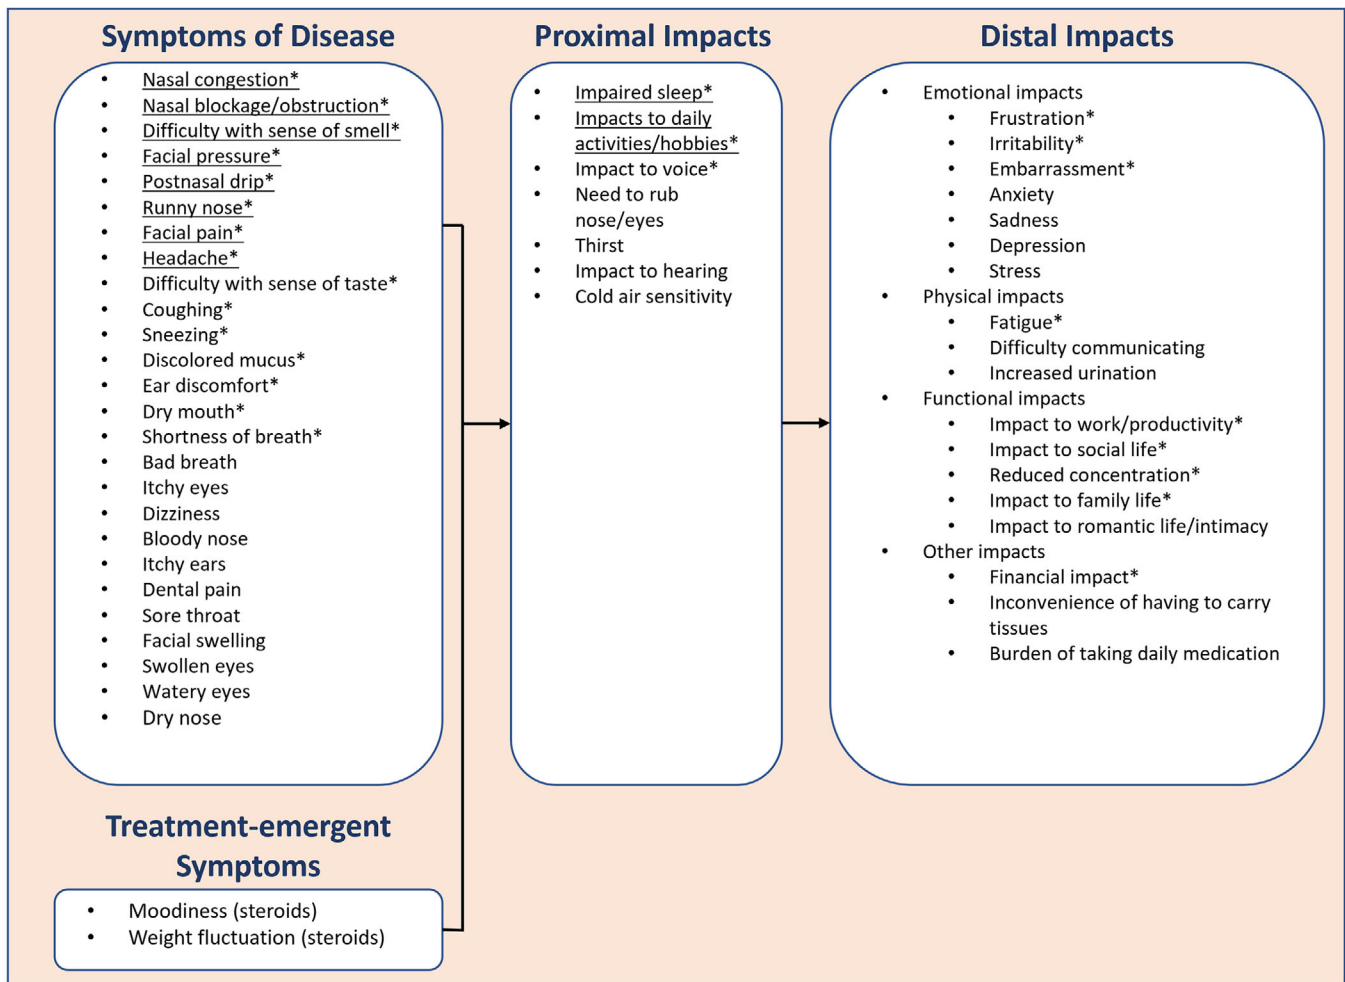 Symptoms of Disease
• Nasal congestion*
• Nasal blockage/obstruction*
• Difficulty with sense of smell*
• Facial pressure*
• Postnasal drip*
• Runny nose*
• Facial pain*
• Headache*
• Difficulty with sense of taste*
• Coughing*
• Sneezing*
• Discolored mucus*
• Ear discomfort*
• Dry mouth*
• Shortness of breath*
• Bad breath
• Itchy eyes
• Dizziness
• Bloody nose
• Itchy ears
• Dental pain
• Sore throat
• Facial swelling
• Swollen eyes
• Watery eyes
• Dry nose
Treatment-emergent
Symptoms
• Moodiness (steroids)
• Weight fluctuation (steroids)
Proximal Impacts
• Impaired sleep*
• Impacts to daily
activities/hobbies*
• Impact to voice*
• Need to rub
nose/eyes
• Thirst
• Impact to hearing
• Cold air sensitivity
Distal Impacts
• Emotional impacts
• Frustration*
• Irritability*
• Embarrassment*
• Anxiety
• Sadness
• Depression
• Stress
• Physical impacts
• Fatigue*
• Difficulty communicating
• Increased urination
• Functional impacts
• Impact to work/productivity*
• Impact to social life*
• Reduced concentration*
• Impact to family life*
• Impact to romantic life/intimacy
• Other impacts
• Financial impact*
• Inconvenience of having to carry
tissues
• Burden of taking daily medication